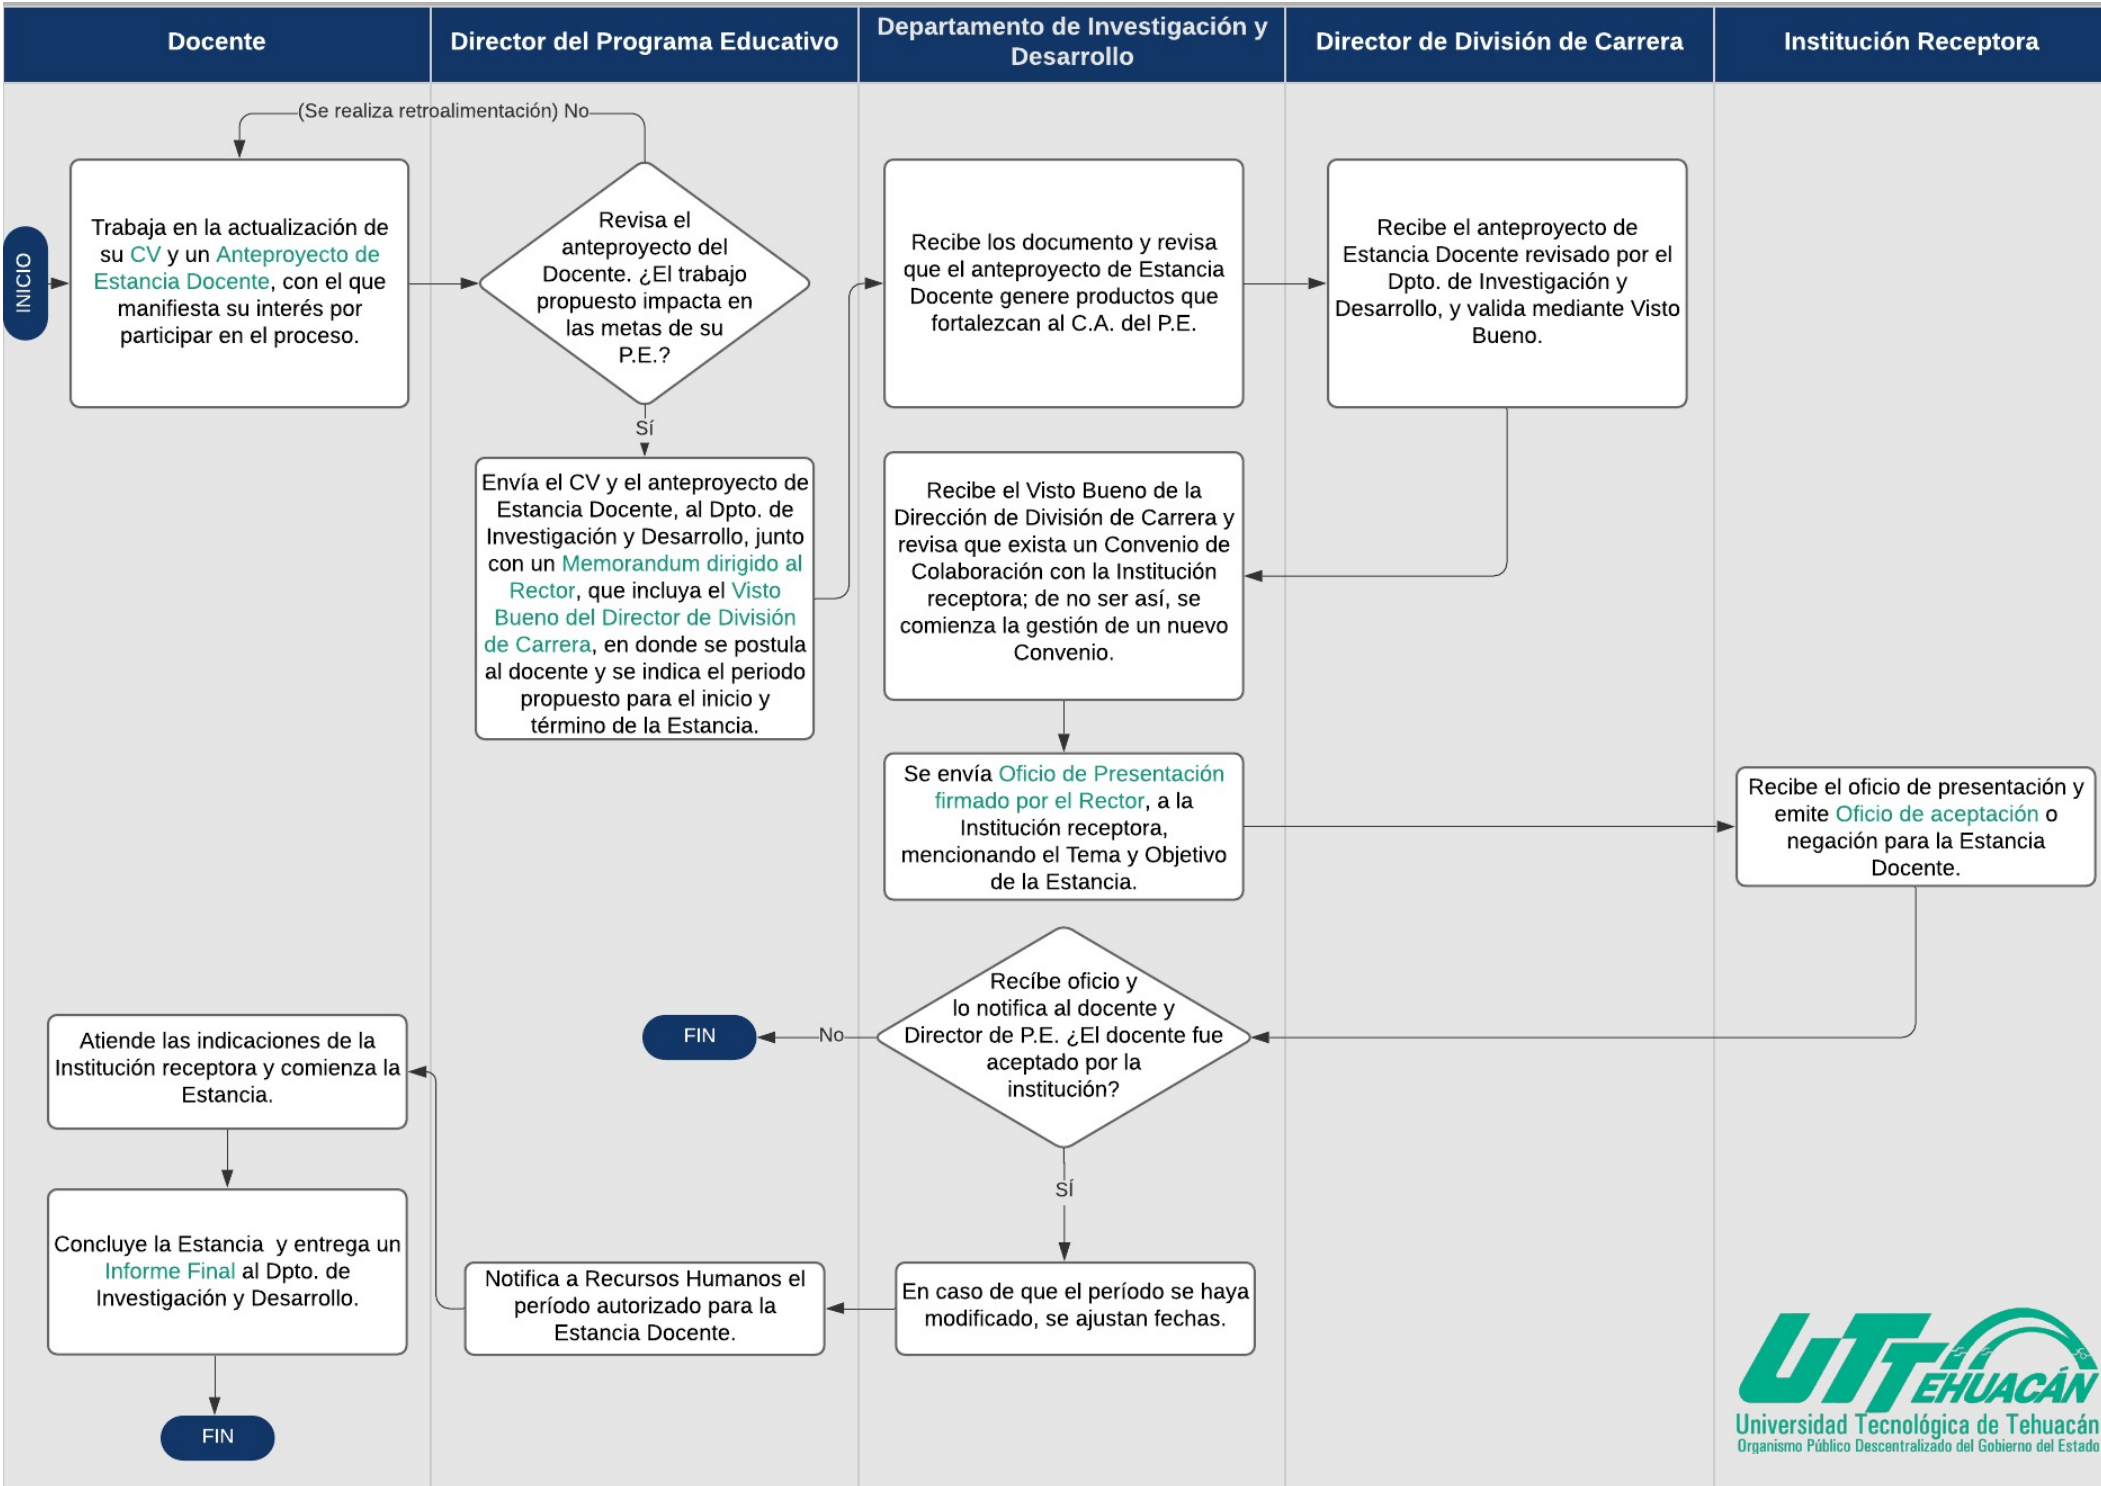 Docente
Director del Programa Educativo
Departamento de Investigación y
Desarrollo
Director de División de Carrera
Institución Receptora
(Se realiza retroalimentación) No
INICIO
Trabaja en la actualización de
su CV y un Anteproyecto de
Estancia Docente, con el que
manifiesta su interés por
participar en el proceso.
Revisa el
anteproyecto del
Docente. ¿El trabajo
propuesto impacta en
las metas de su
P.E.?
Sí
Envía el CV y el anteproyecto de
Estancia Docente, al Dpto. de
Investigación y Desarrollo, junto
con un Memorandum dirigido al
Rector, que incluya el Visto
Bueno del Director de División
de Carrera, en donde se postula
al docente y se indica el periodo
propuesto para el inicio y
término de la Estancia.
Recibe los documento y revisa
que el anteproyecto de Estancia
Docente genere productos que
fortalezcan al C.A. del P.E.
Recibe el anteproyecto de
Estancia Docente revisado por el
Dpto. de Investigación y
Desarrollo, y valida mediante Visto
Bueno.
Recibe el Visto Bueno de la
Dirección de División de Carrera y
revisa que exista un Convenio de
Colaboración con la Institución
receptora; de no ser así, se
comienza la gestión de un nuevo
Convenio.
Se envía Oficio de Presentación
firmado por el Rector, a la
Institución receptora,
mencionando el Tema y Objetivo
de la Estancia.
Recibe el oficio de presentación y
emite Oficio de aceptación o
negación para la Estancia
Docente.
Recíbe oficio y
lo notifica al docente y
Director de P.E. ¿El docente fue
aceptado por la
institución?
No
FIN
SÍ
En caso de que el período se haya
modificado, se ajustan fechas.
Notifica a Recursos Humanos el
período autorizado para la
Estancia Docente.
Atiende las indicaciones de la
Institución receptora y comienza la
Estancia.
Concluye la Estancia  y entrega un
Informe Final al Dpto. de
Investigación y Desarrollo.
FIN
UTTEHUACÁN
Universidad Tecnológica de Tehuacán
Organismo Público Descentralizado del Gobierno del Estado